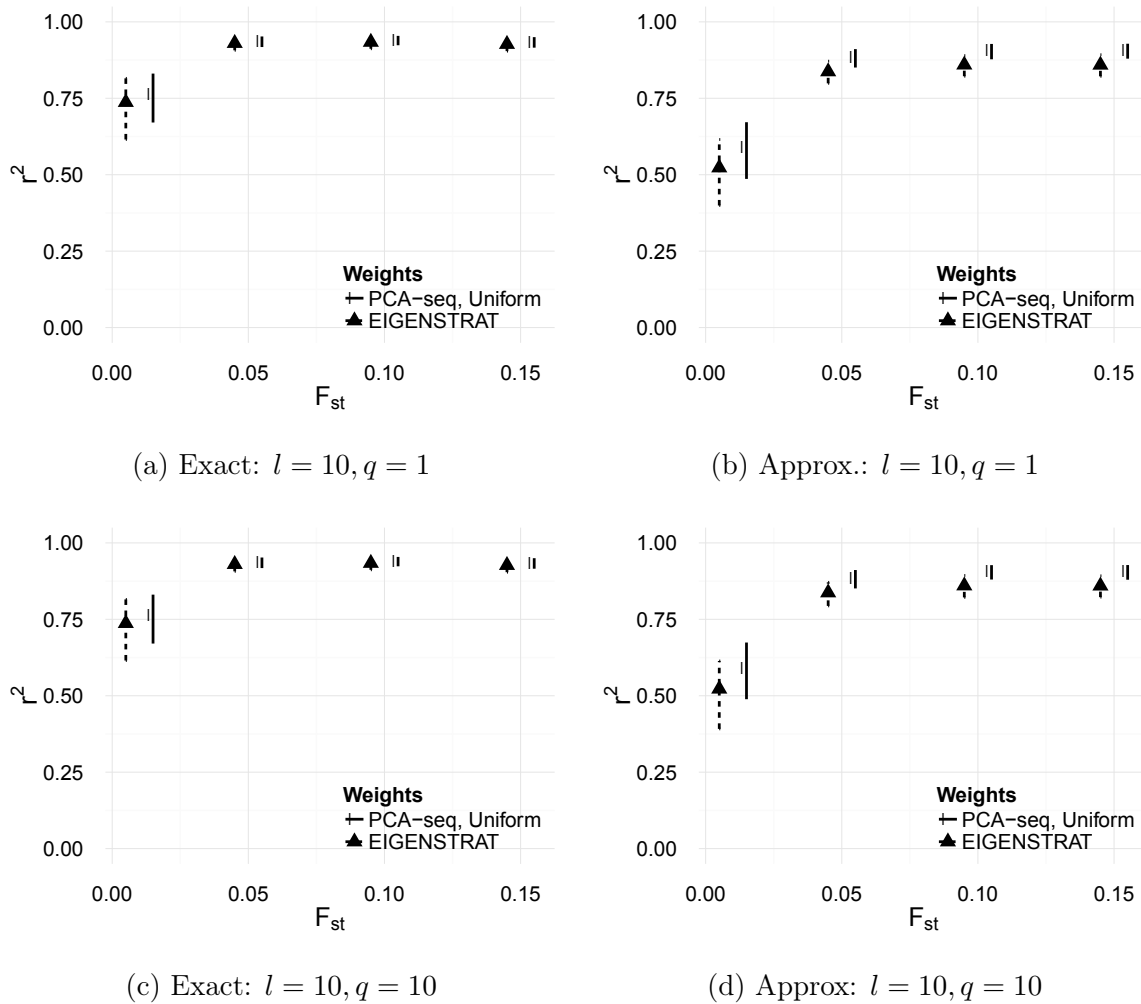 1.00
0.75
0.50
0.25
0.00
r²
Weights
PCA−seq, Uniform
EIGENSTRAT
0.00 0.05 0.10 0.15
Fst
(a) Exact: l = 10, q = 1
1.00
0.75
0.50
0.25
0.00
r²
Weights
PCA−seq, Uniform
EIGENSTRAT
0.00 0.05 0.10 0.15
Fst
(b) Approx.: l = 10, q = 1
1.00
0.75
0.50
0.25
0.00
r²
Weights
PCA−seq, Uniform
EIGENSTRAT
0.00 0.05 0.10 0.15
Fst
(c) Exact: l = 10, q = 10
1.00
0.75
0.50
0.25
0.00
r²
Weights
PCA−seq, Uniform
EIGENSTRAT
0.00 0.05 0.10 0.15
Fst
(d) Approx: l = 10, q = 10